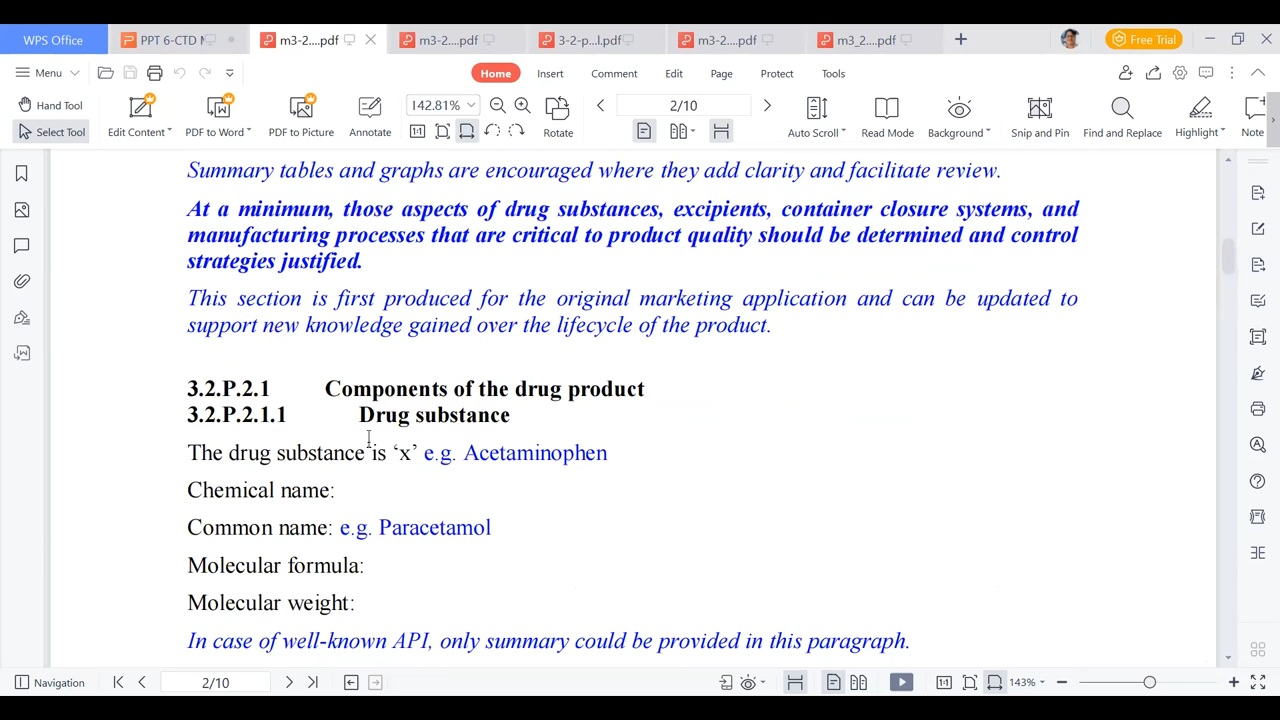 WPS Office
PPT 6-CTD M
m3-2....pdf
m3-2....pdf
3-2-p...l.pdf
m3-2....pdf
m3_2....pdf
Free Trial
Menu
Home
Insert
Comment
Edit
Page
Protect
Tools
Hand Tool
Select Tool
Edit Content
PDF to Word
PDF to Picture
Annotate
142.81%
1:1
Rotate
2/10
Auto Scroll
Read Mode
Background
Snip and Pin
Find and Replace
Highlight
Note
Summary tables and graphs are encouraged where they add clarity and facilitate review.
At a minimum, those aspects of drug substances, excipients, container closure systems, and
manufacturing processes that are critical to product quality should be determined and control
strategies justified.
This section is first produced for the original marketing application and can be updated to
support new knowledge gained over the lifecycle of the product.
3.2.P.2.1 Components of the drug product
3.2.P.2.1.1 Drug substance
The drug substance is ‘x’ e.g. Acetaminophen
Chemical name:
Common name: e.g. Paracetamol
Molecular formula:
Molecular weight:
In case of well-known API, only summary could be provided in this paragraph.
Navigation
2/10
1:1
143%